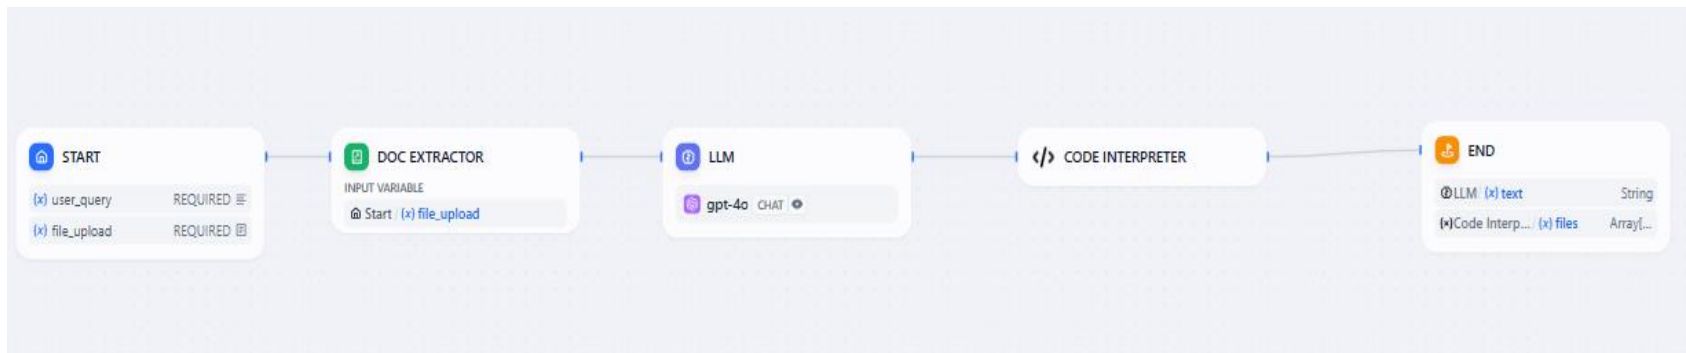 START
(x) user_query REQUIRED
(x) file_upload REQUIRED
DOC EXTRACTOR
INPUT VARIABLE
Start / (x) file_upload
LLM
gpt-4o CHAT
</> CODE INTERPRETER
END
LLM / (x) text String
(x) Code Interp... / (x) files Array[...